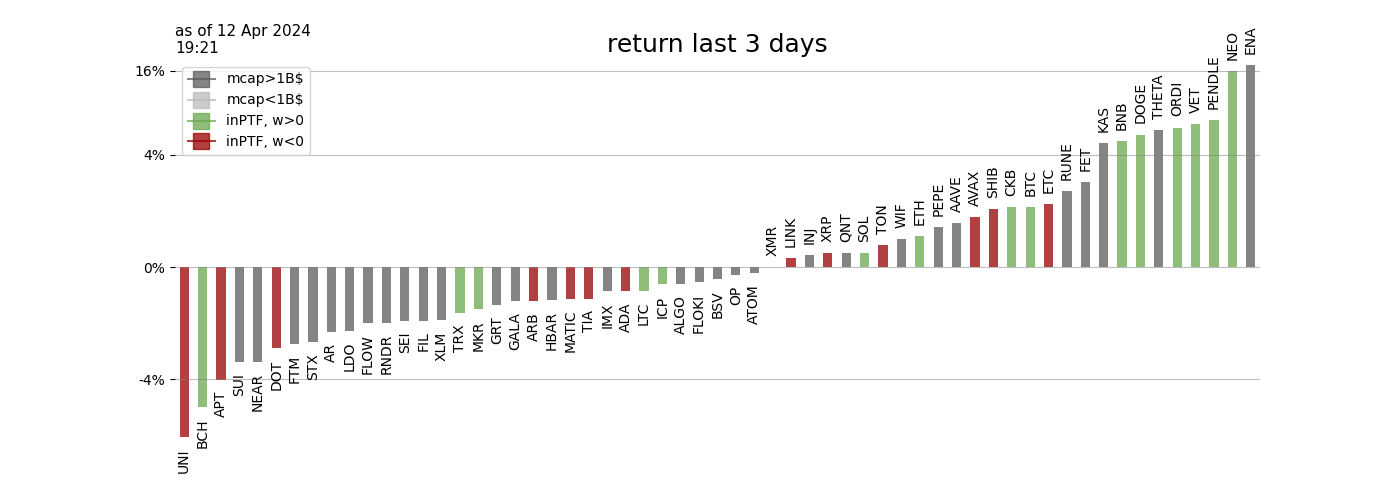 as of 12 Apr 2024
19:21
return last 3 days
16%
4%
0%
-4%
mcap>1B$
mcap<1B$
inPTF, w>0
inPTF, w<0
UNI
BCH
APT
SUI
NEAR
DOT
FTM
STX
AR
LDO
FLOW
RNDR
SEI
FIL
XLM
TRX
MKR
GRT
GALA
ARB
HBAR
MATIC
TIA
IMX
ADA
LTC
ICP
ALGO
FLOKI
BSV
OP
ATOM
XMR
LINK
INJ
XRP
QNT
SOL
TON
WIF
ETH
PEPE
AAVE
AVAX
SHIB
CKB
BTC
ETC
RUNE
FET
KAS
BNB
DOGE
THETA
ORDI
VET
PENDLE
NEO
ENA